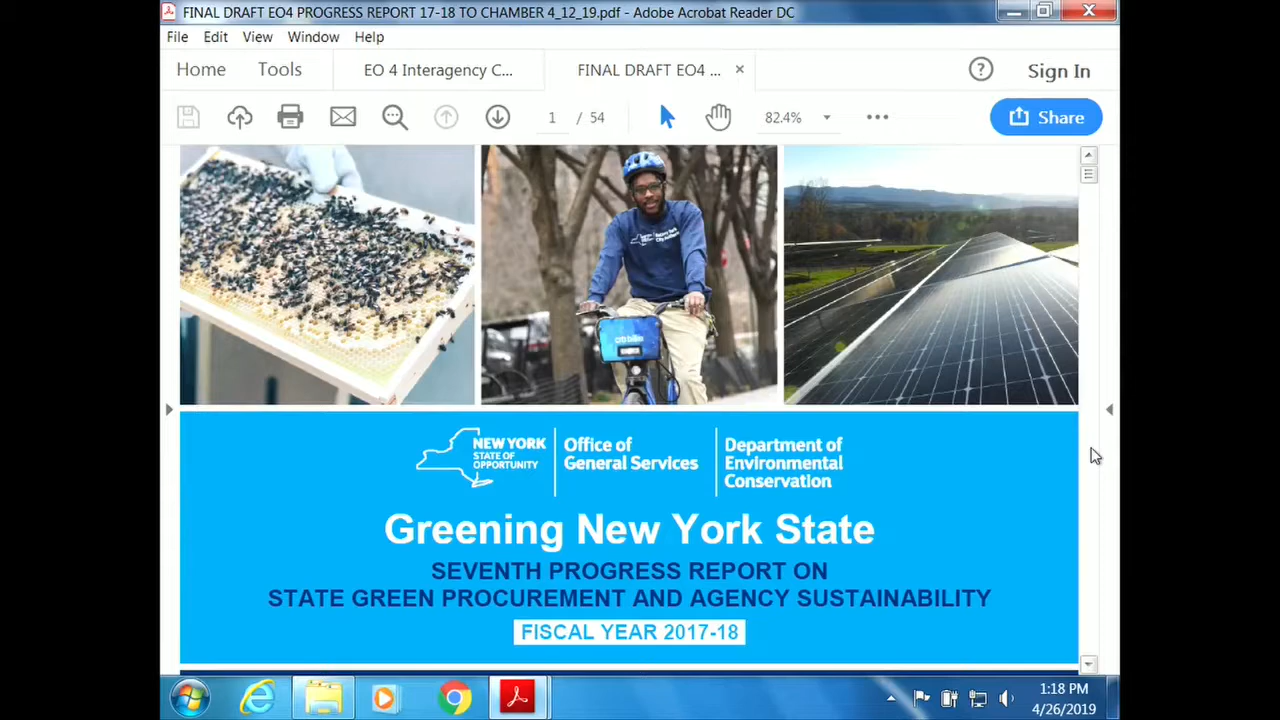 FINAL DRAFT EO4 PROGRESS REPORT 17-18 TO CHAMBER 4_12_19.pdf - Adobe Acrobat Reader DC
File Edit View Window Help
Home Tools EO 4 Interagency C... FINAL DRAFT EO4 ... × Sign In
1 / 54 82.4% Share
citi bike
NEW YORK
STATE OF
OPPORTUNITY
Office of
General Services
Department of
Environmental
Conservation
Greening New York State
SEVENTH PROGRESS REPORT ON
STATE GREEN PROCUREMENT AND AGENCY SUSTAINABILITY
FISCAL YEAR 2017-18
1:18 PM
4/26/2019